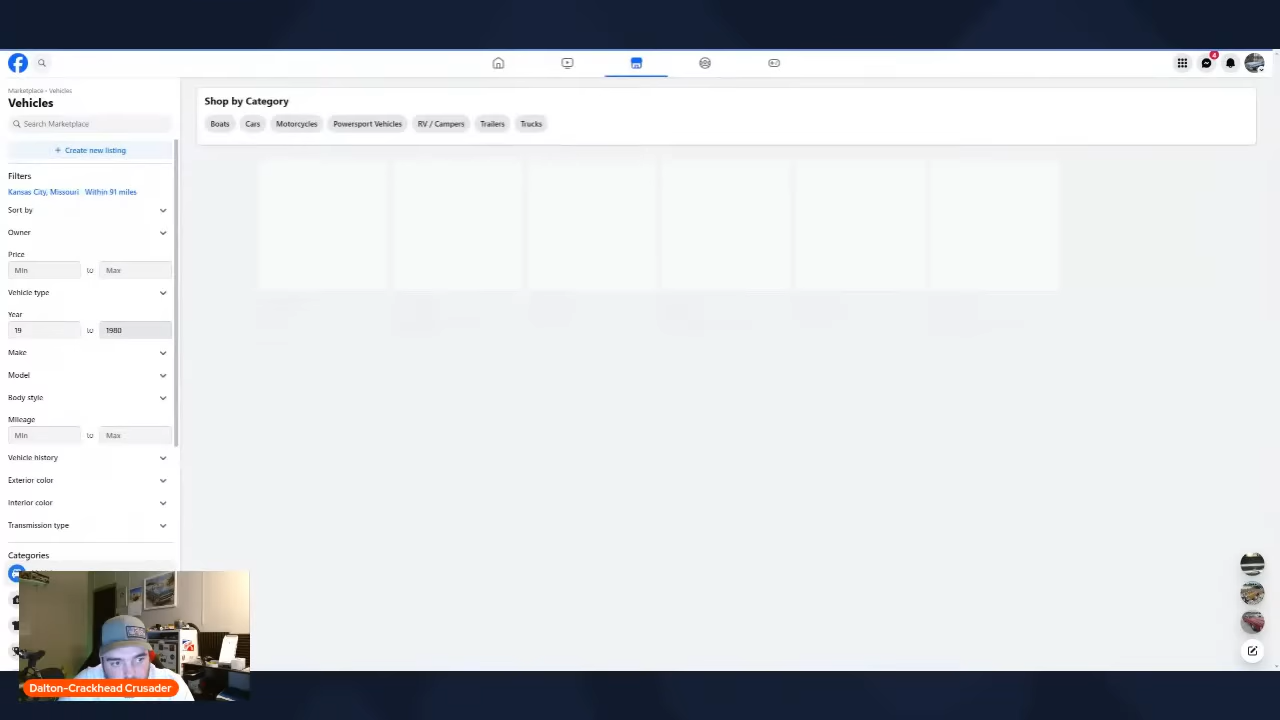 4
Marketplace · Vehicles
Vehicles
Search Marketplace
+ Create new listing
Filters
Kansas City, Missouri · Within 91 miles
Sort by
Owner
Price
Min to Max
Vehicle type
Year
19 to 1980
Make
Model
Body style
Mileage
Min to Max
Vehicle history
Exterior color
Interior color
Transmission type
Categories
Shop by Category
Boats Cars Motorcycles Powersport Vehicles RV / Campers Trailers Trucks
Dalton-Crackhead Crusader